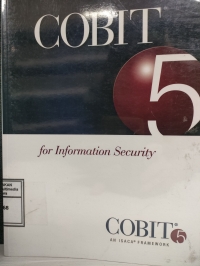 COBIT
5
for Information Security
COBIT® 5
AN ISACA® FRAMEWORK